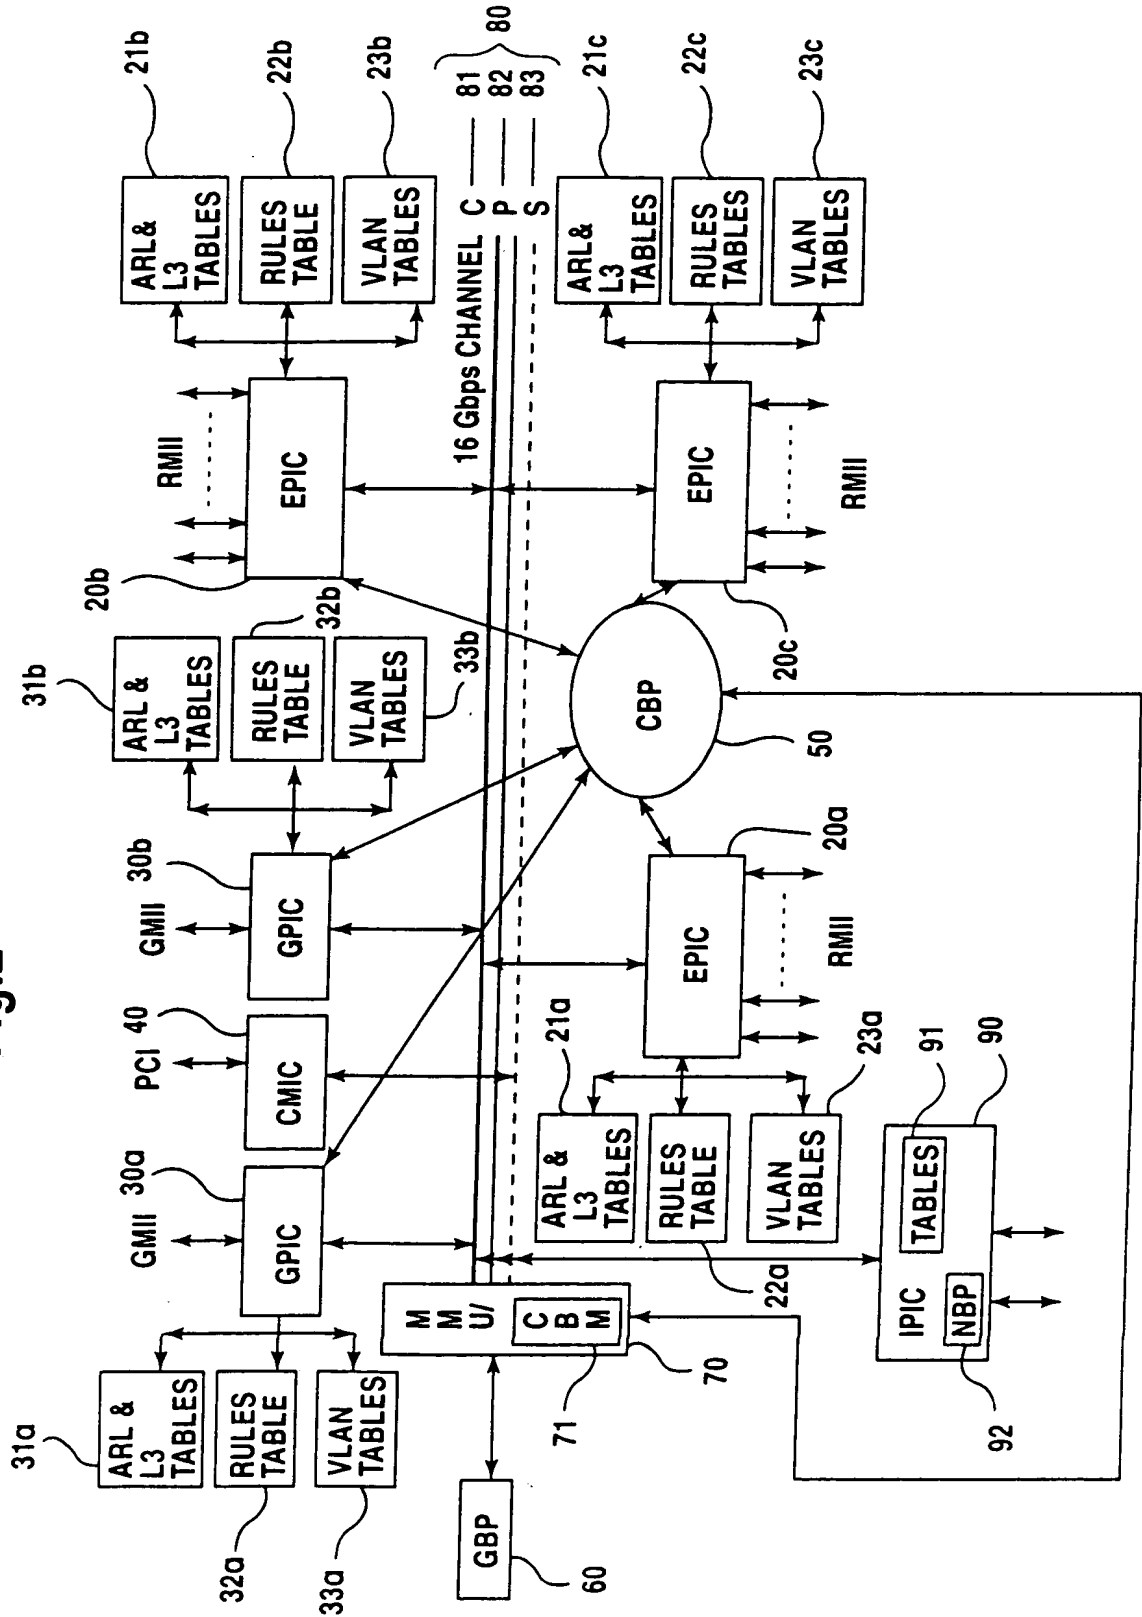 31a
ARL &
L3
TABLES
32a
RULES
TABLE
33a
VLAN
TABLES
GMII
30a
GPIC
PCI
40
CMIC
GMII
30b
GPIC
31b
ARL &
L3
TABLES
32b
RULES
TABLE
33b
VLAN
TABLES
20b
RMII
EPIC
21b
ARL&
L3
TABLES
22b
RULES
TABLE
23b
VLAN
TABLES
60
GBP
M
M
U/
C
B
M
71
70
16 Gbps CHANNEL
C
P
S
81
82
83
80
21a
ARL &
L3
TABLES
22a
RULES
TABLE
23a
VLAN
TABLES
EPIC
20a
RMII
CBP
50
EPIC
20c
RMII
21c
ARL&
L3
TABLES
22c
RULES
TABLES
23c
VLAN
TABLES
IPIC
TABLES
91
90
NBP
92